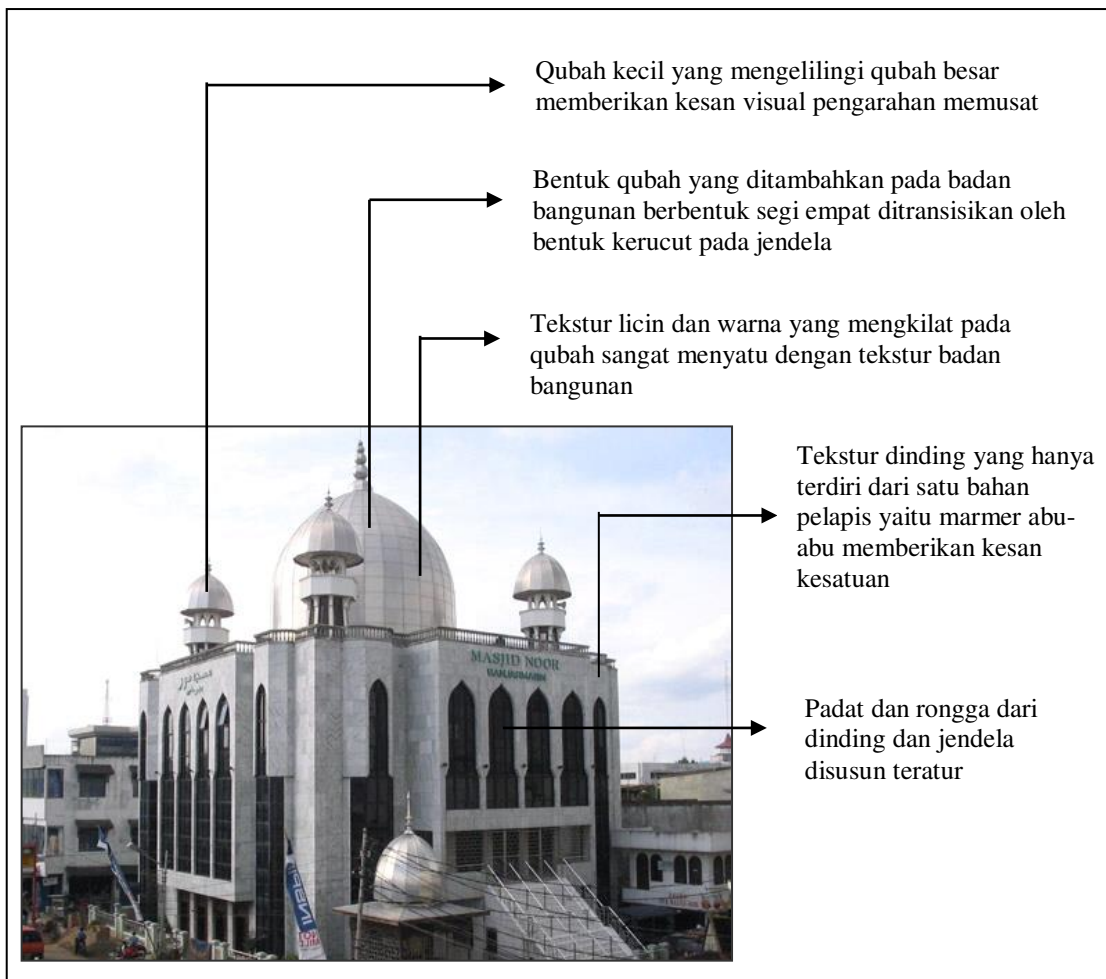 Qubah kecil yang mengelilingi qubah besar
memberikan kesan visual pengarahan memusat
Bentuk qubah yang ditambahkan pada badan
bangunan berbentuk segi empat ditransisikan oleh
bentuk kerucut pada jendela
Tekstur licin dan warna yang mengkilat pada
qubah sangat menyatu dengan tekstur badan
bangunan
Tekstur dinding yang hanya
terdiri dari satu bahan
pelapis yaitu marmer abu-
abu memberikan kesan
kesatuan
MASJID NOOR
BANJARMASIN
Padat dan rongga dari
dinding dan jendela
disusun teratur